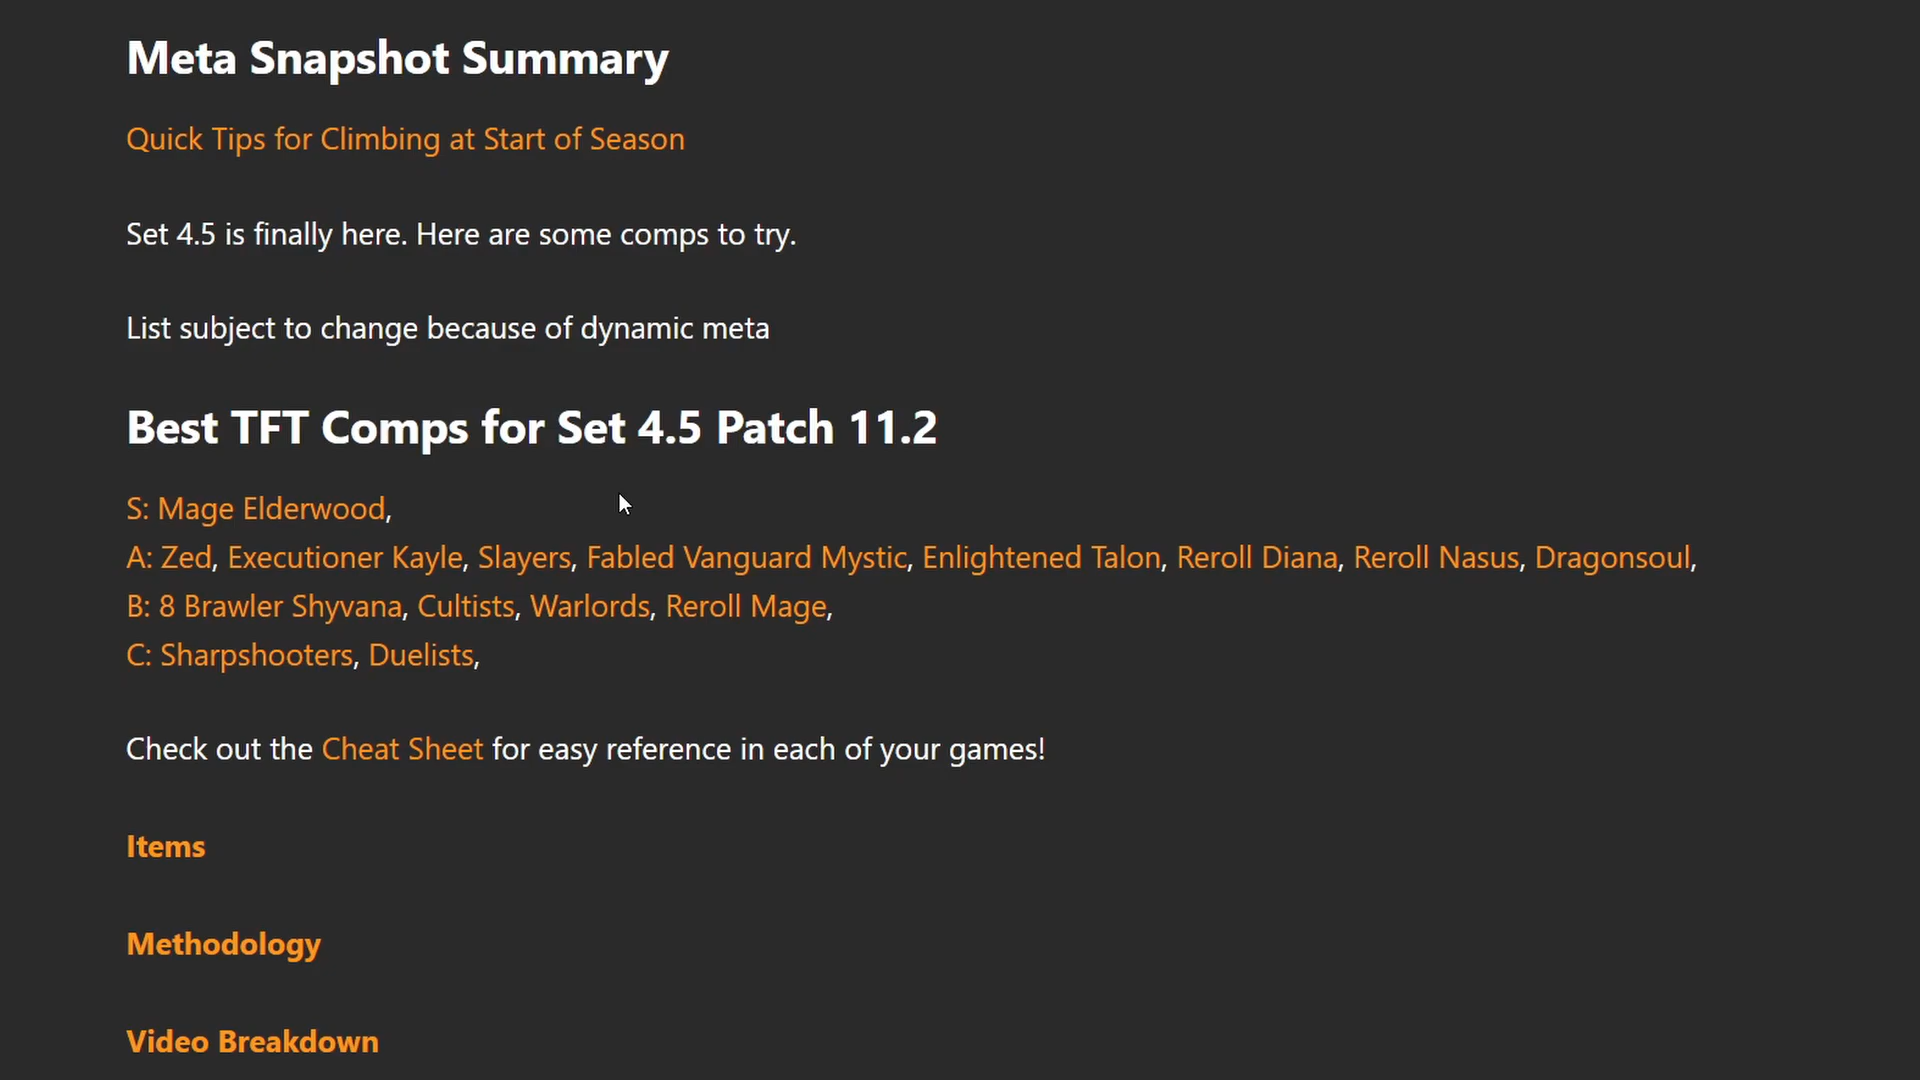 Meta Snapshot Summary
Quick Tips for Climbing at Start of Season
Set 4.5 is finally here. Here are some comps to try.
List subject to change because of dynamic meta
Best TFT Comps for Set 4.5 Patch 11.2
S: Mage Elderwood,
A: Zed, Executioner Kayle, Slayers, Fabled Vanguard Mystic, Enlightened Talon, Reroll Diana, Reroll Nasus, Dragonsoul,
B: 8 Brawler Shyvana, Cultists, Warlords, Reroll Mage,
C: Sharpshooters, Duelists,
Check out the Cheat Sheet for easy reference in each of your games!
Items
Methodology
Video Breakdown